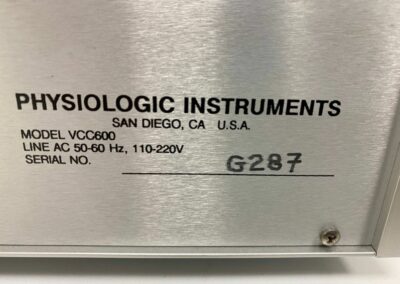 PHYSIOLOGIC INSTRUMENTS
SAN DIEGO, CA U.S.A.
MODEL VCC600
LINE AC 50-60 Hz, 110-220V
SERIAL NO. G287